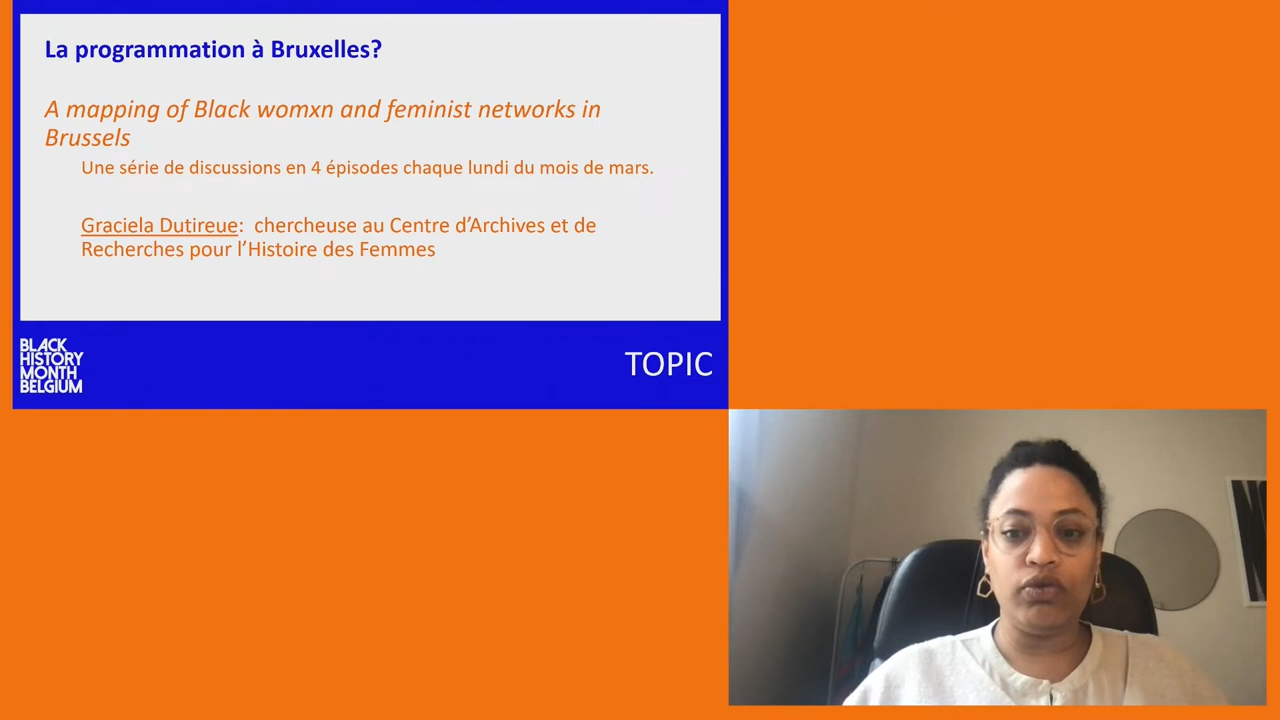 La programmation à Bruxelles?
A mapping of Black womxn and feminist networks in
Brussels
Une série de discussions en 4 épisodes chaque lundi du mois de mars.
Graciela Dutireue: chercheuse au Centre d'Archives et de
Recherches pour l'Histoire des Femmes
BLACK
HISTORY
MONTH
BELGIUM
TOPIC